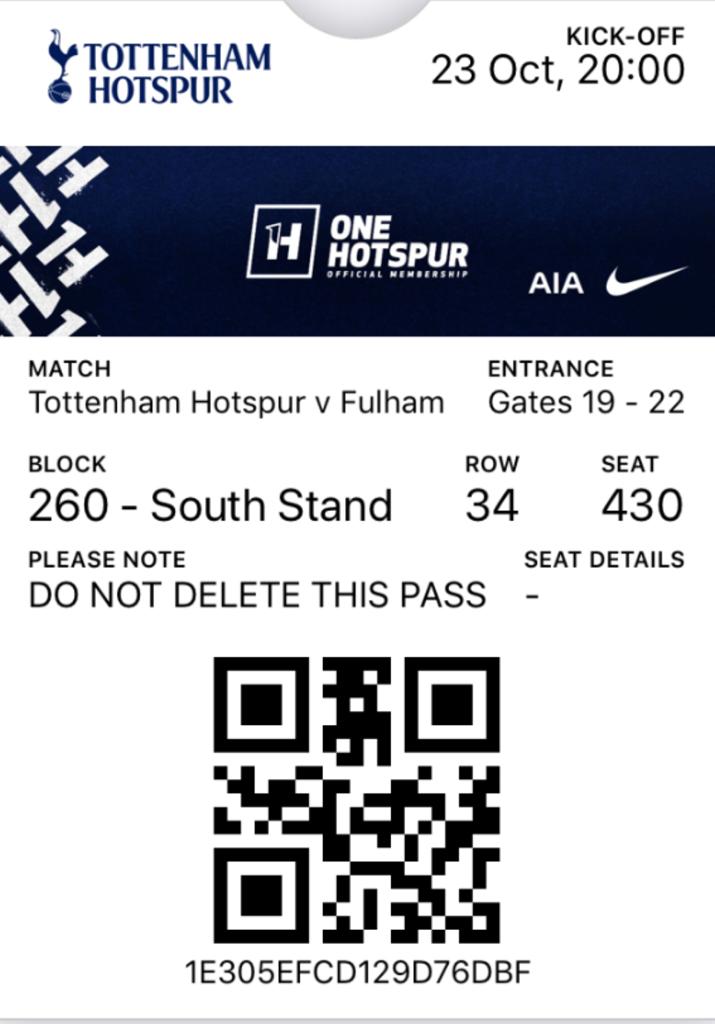 TOTTENHAM
HOTSPUR
KICK-OFF
23 Oct, 20:00
1H ONE
HOTSPUR
OFFICIAL MEMBERSHIP
AIA
MATCH
Tottenham Hotspur v Fulham
ENTRANCE
Gates 19 - 22
BLOCK
260 - South Stand
ROW
34
SEAT
430
PLEASE NOTE
DO NOT DELETE THIS PASS
SEAT DETAILS
-
1E305EFCD129D76DBF